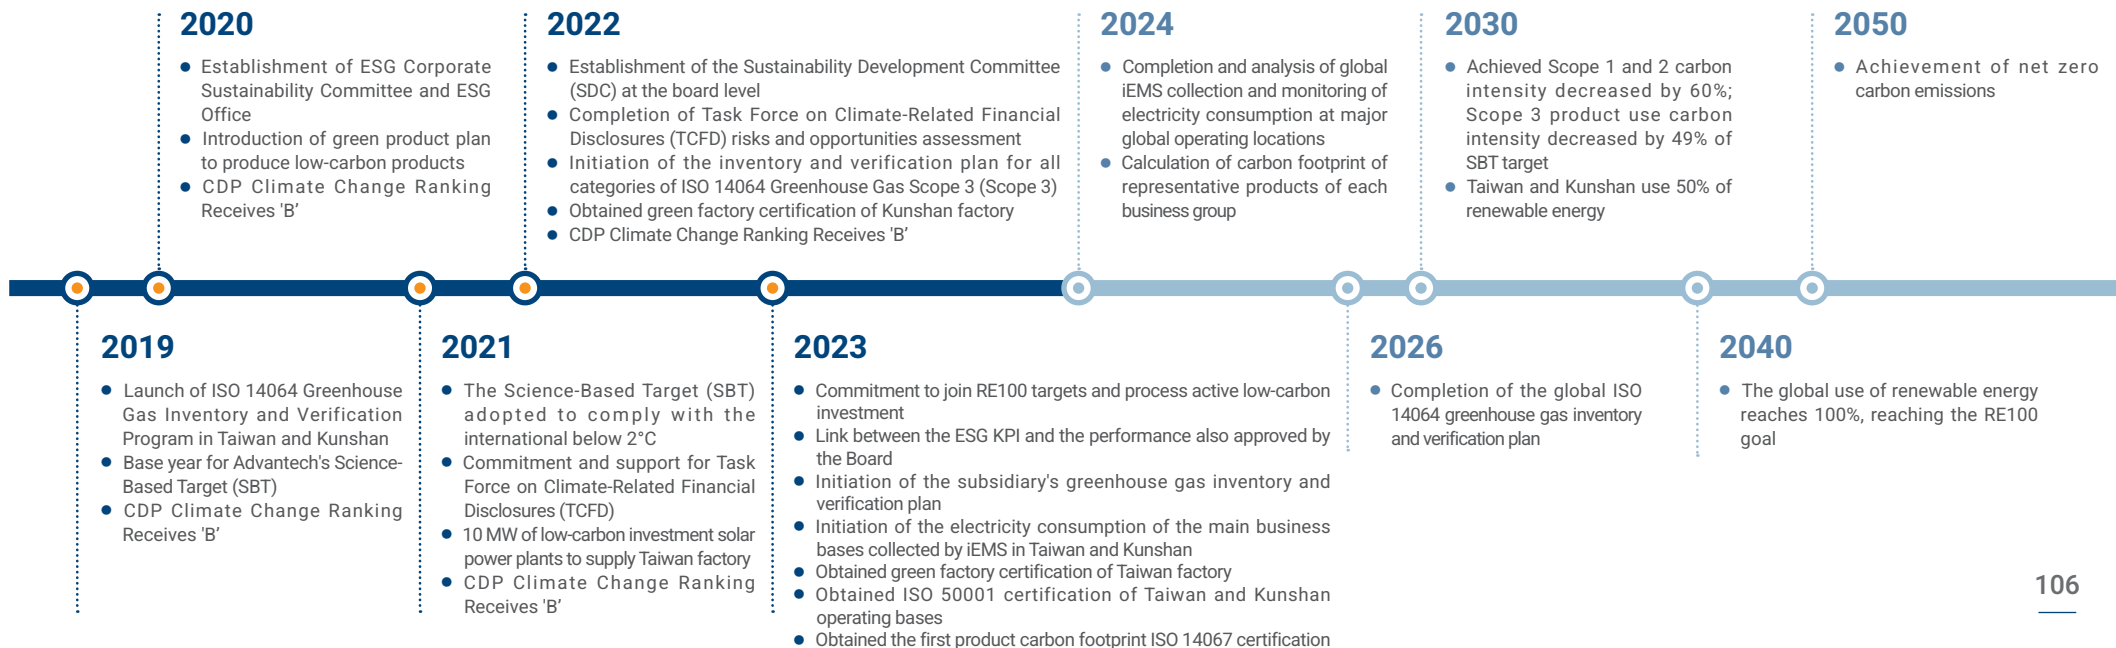 2020
● Establishment of ESG Corporate
Sustainability Committee and ESG
Office
● Introduction of green product plan
to produce low-carbon products
● CDP Climate Change Ranking
Receives 'B’
2022
● Establishment of the Sustainability Development Committee
(SDC) at the board level
● Completion of Task Force on Climate-Related Financial
Disclosures (TCFD) risks and opportunities assessment
● Initiation of the inventory and verification plan for all
categories of ISO 14064 Greenhouse Gas Scope 3 (Scope 3)
● Obtained green factory certification of Kunshan factory
● CDP Climate Change Ranking Receives 'B’
2024
● Completion and analysis of global
iEMS collection and monitoring of
electricity consumption at major
global operating locations
● Calculation of carbon footprint of
representative products of each
business group
2030
● Achieved Scope 1 and 2 carbon
intensity decreased by 60%;
Scope 3 product use carbon
intensity decreased by 49% of
SBT target
● Taiwan and Kunshan use 50% of
renewable energy
2050
● Achievement of net zero
carbon emissions
2019
● Launch of ISO 14064 Greenhouse
Gas Inventory and Verification
Program in Taiwan and Kunshan
● Base year for Advantech's Science-
Based Target (SBT)
● CDP Climate Change Ranking
Receives 'B’
2021
● The Science-Based Target (SBT)
adopted to comply with the
international below 2°C
● Commitment and support for Task
Force on Climate-Related Financial
Disclosures (TCFD)
● 10 MW of low-carbon investment solar
power plants to supply Taiwan factory
● CDP Climate Change Ranking
Receives 'B’
2023
● Commitment to join RE100 targets and process active low-carbon
investment
● Link between the ESG KPI and the performance also approved by
the Board
● Initiation of the subsidiary's greenhouse gas inventory and
verification plan
● Initiation of the electricity consumption of the main business
bases collected by iEMS in Taiwan and Kunshan
● Obtained green factory certification of Taiwan factory
● Obtained ISO 50001 certification of Taiwan and Kunshan
operating bases
● Obtained the first product carbon footprint ISO 14067 certification
2026
● Completion of the global ISO
14064 greenhouse gas inventory
and verification plan
2040
● The global use of renewable energy
reaches 100%, reaching the RE100
goal
106